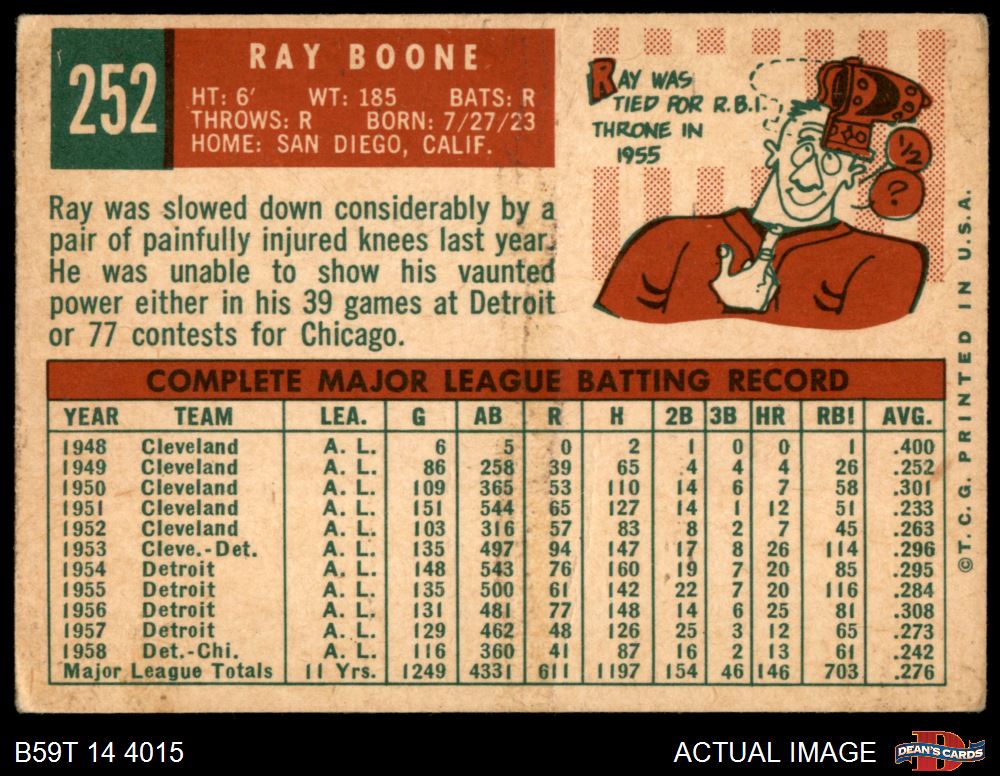 252
RAY BOONE
HT: 6' WT: 185 BATS: R
THROWS: R BORN: 7/27/23
HOME: SAN DIEGO, CALIF.
RAY WAS
TIED FOR R.B.I.
THRONE IN
1955
1/2
?
Ray was slowed down considerably by a
pair of painfully injured knees last year.
He was unable to show his vaunted
power either in his 39 games at Detroit
or 77 contests for Chicago.
COMPLETE MAJOR LEAGUE BATTING RECORD
YEAR TEAM LEA. G AB R H 2B 3B HR RBI AVG.
1948 Cleveland A. L. 6 5 0 2 1 0 0 1 .400
1949 Cleveland A. L. 86 258 39 65 4 4 4 26 .252
1950 Cleveland A. L. 109 365 53 110 14 6 7 58 .301
1951 Cleveland A. L. 151 544 65 127 14 1 12 51 .233
1952 Cleveland A. L. 103 316 57 83 8 2 7 45 .263
1953 Cleve.-Det. A. L. 135 497 94 147 17 8 26 114 .296
1954 Detroit A. L. 148 543 76 160 19 7 20 85 .295
1955 Detroit A. L. 135 500 61 142 22 7 20 116 .284
1956 Detroit A. L. 131 481 77 148 14 6 25 81 .308
1957 Detroit A. L. 129 462 48 126 25 3 12 65 .273
1958 Det.-Chi. A. L. 116 360 41 87 16 2 13 61 .242
Major League Totals 11 Yrs. 1249 4331 611 1197 154 46 146 703 .276
© T. C. G. PRINTED IN U.S.A.
B59T 14 4015
ACTUAL IMAGE
DEAN'S CARDS